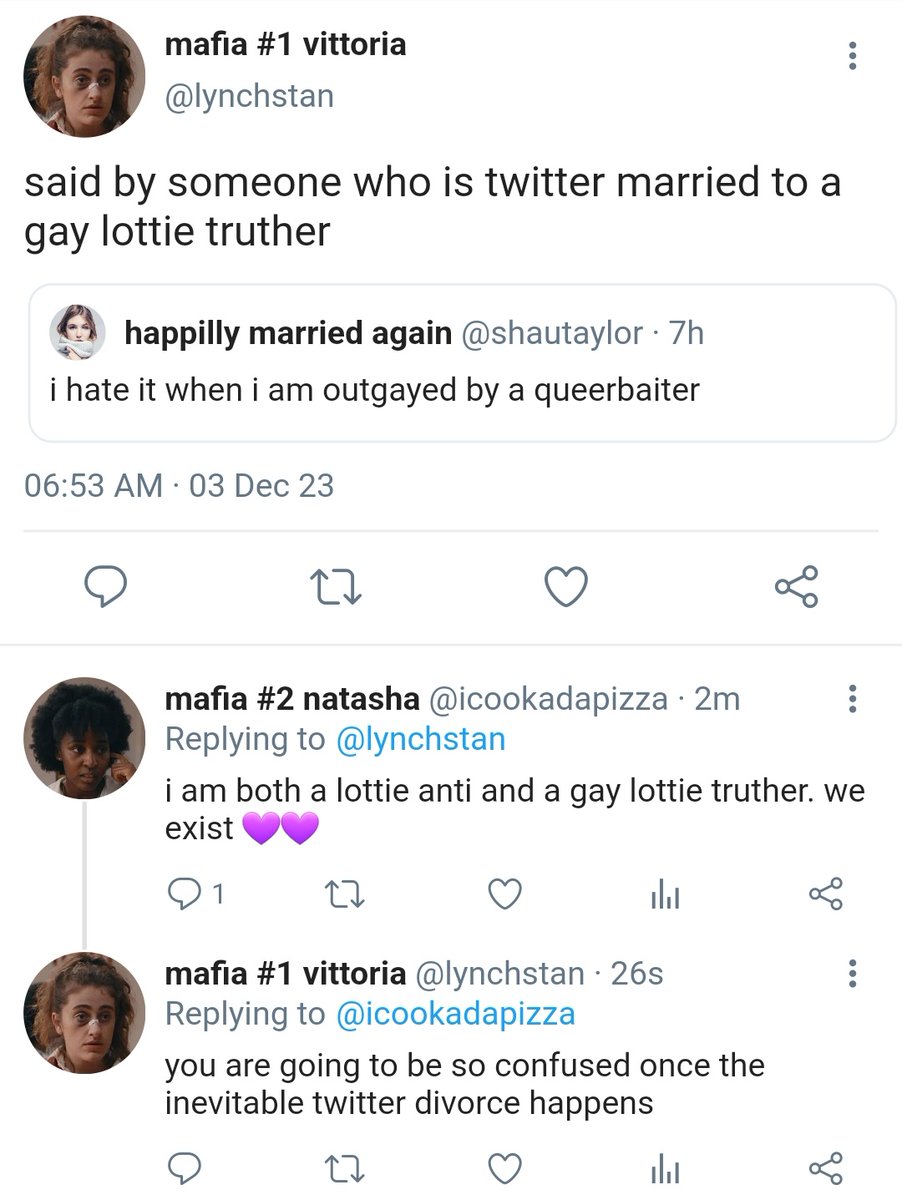 mafia #1 vittoria
@lynchstan
said by someone who is twitter married to a
gay lottie truther
happilly married again @shautaylor · 7h
i hate it when i am outgayed by a queerbaiter
06:53 AM · 03 Dec 23
mafia #2 natasha @icookadapizza · 2m
Replying to @lynchstan
i am both a lottie anti and a gay lottie truther. we
exist 💜💜
1
mafia #1 vittoria @lynchstan · 26s
Replying to @icookadapizza
you are going to be so confused once the
inevitable twitter divorce happens